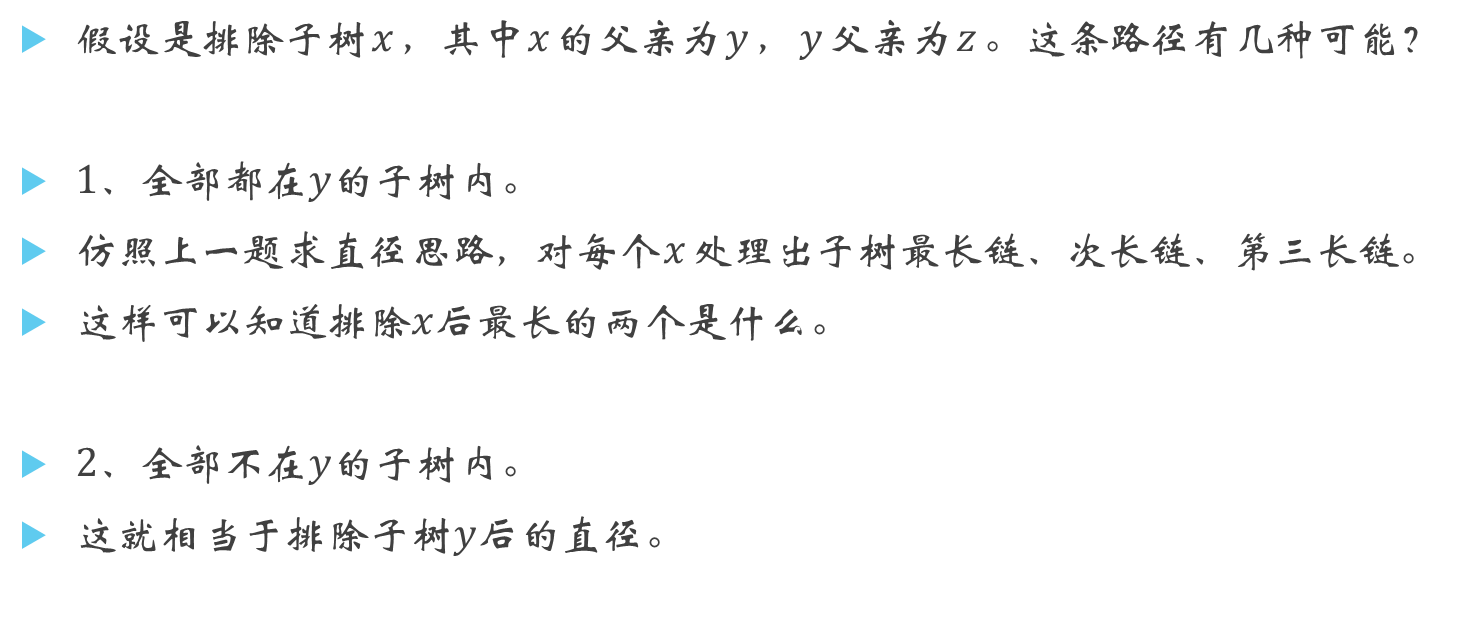 假设是排除子树x，其中x的父亲为y，y父亲为z。这条路径有几种可能？
1、全部都在y的子树内。
仿照上一题求直径思路，对每个x处理出子树最长链、次长链、第三长链。
这样可以知道排除x后最长的两个是什么。
2、全部不在y的子树内。
这就相当于排除子树y后的直径。